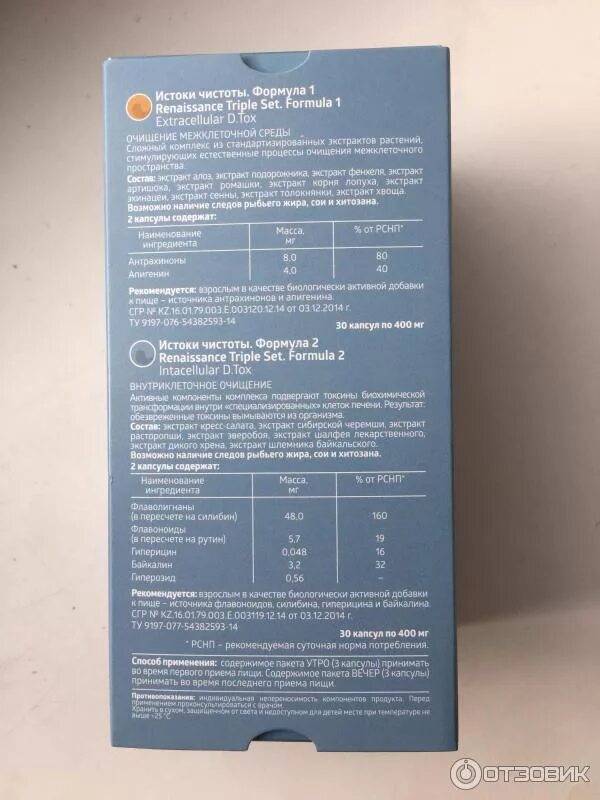 Истоки чистоты. Формула 1
Renaissance Triple Set. Formula 1
Extracellular D.Tox
ОЧИЩЕНИЕ МЕЖКЛЕТОЧНОЙ СРЕДЫ
Сложный комплекс из стандартизированных экстрактов растений,
стимулирующих естественные процессы очищения межклеточного
пространства.
Состав: экстракт алоэ, экстракт подорожника, экстракт фенхеля, экстракт
артишока, экстракт ромашки, экстракт корня лопуха, экстракт
эхинацеи, экстракт сенны, экстракт толокнянки, экстракт хвоща.
Возможно наличие следов рыбьего жира, сои и хитозана.
2 капсулы содержат:
Наименование ингредиента Масса, мг % от РСНП*
Антрахиноны 8,0 80
Апигенин 4,0 40
Рекомендуется: взрослым в качестве биологически активной добавки
к пище – источника антрахинонов и апигенина.
СГР № KZ.16.01.79.003.E.003120.12.14 от 03.12.2014 г.
ТУ 9197-076-54382593-14
30 капсул по 400 мг
Истоки чистоты. Формула 2
Renaissance Triple Set. Formula 2
Intacellular D.Tox
ВНУТРИКЛЕТОЧНОЕ ОЧИЩЕНИЕ
Активные компоненты комплекса подвергают токсины биохимической
трансформации внутри «специализированных» клеток печени. Результат:
обезвреженные токсины вымываются из организма.
Состав: экстракт кресс-салата, экстракт сибирской черемши, экстракт
расторопши, экстракт зверобоя, экстракт шалфея лекарственного,
экстракт дикого хрена, экстракт шлемника байкальского.
Возможно наличие следов рыбьего жира, сои и хитозана.
2 капсулы содержат:
Наименование ингредиента Масса, мг % от РСНП*
Флаволигнаны
(в пересчете на силибин) 48,0 160
Флавоноиды
(в пересчете на рутин) 5,7 19
Гиперицин 0,048 16
Байкалин 3,2 32
Гиперозид 0,56 –
Рекомендуется: взрослым в качестве биологически активной добавки
к пище – источника флавоноидов, силибина, гиперицина и байкалина.
СГР № KZ.16.01.79.003.E.003119.12.14 от 03.12.2014 г.
ТУ 9197-077-54382593-14
30 капсул по 400 мг
* РСНП – рекомендуемая суточная норма потребления.
Способ применения: содержимое пакета УТРО (3 капсулы) принимать
во время первого приема пищи. Содержимое пакета ВЕЧЕР (3 капсулы)
принимать во время последнего приема пищи.
Противопоказания: индивидуальная непереносимость компонентов продукта. Перед
применением проконсультироваться с врачом.
Хранить в сухом, защищенном от света и недоступном для детей месте при температуре не
выше +25 °C
ОТЗОВИК